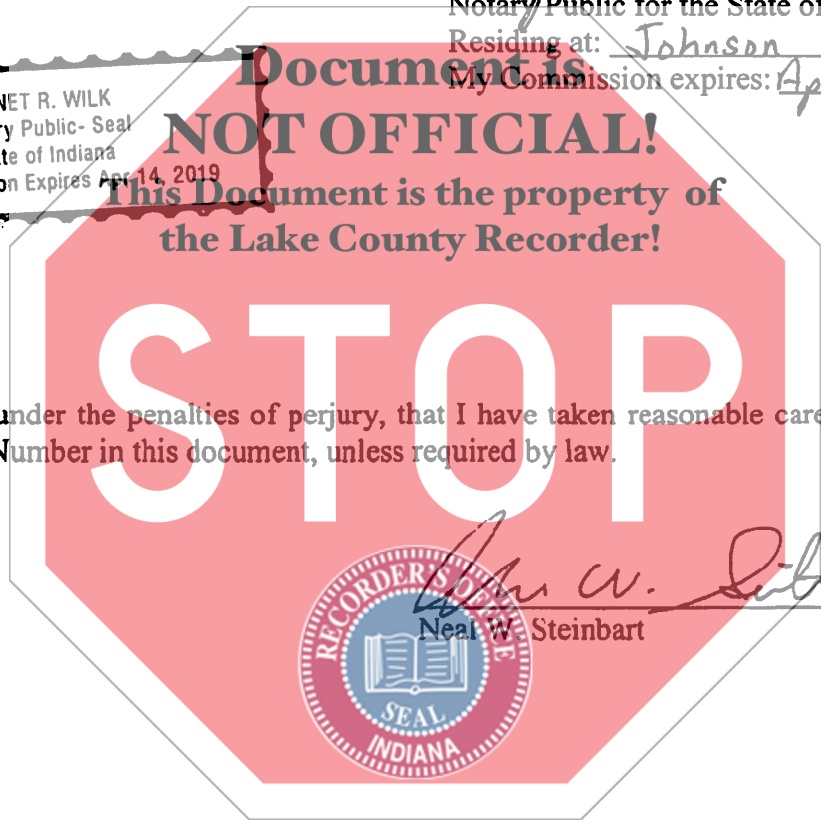 Notary Public for the State of
Residing at: Johnson
My Commission expires: Ap
NET R. WILK
y Public- Seal
te of Indiana
on Expires Apr 14, 2019
Document is
NOT OFFICIAL!
This Document is the property of
the Lake County Recorder!
STOP
under the penalties of perjury, that I have taken reasonable care
Number in this document, unless required by law.
Neal W. Steinbart
RECORDER'S OFFICE
SEAL
INDIANA